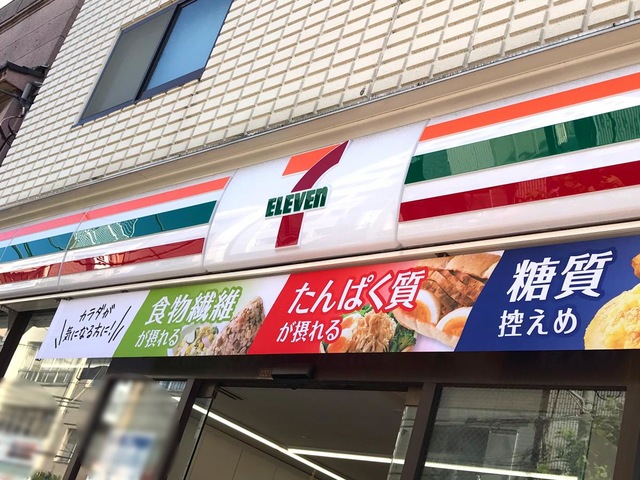 7
ELEVEn
カラダが
気になる方に!
食物繊維
が摂れる
たんぱく質
が摂れる
糖質
控えめ